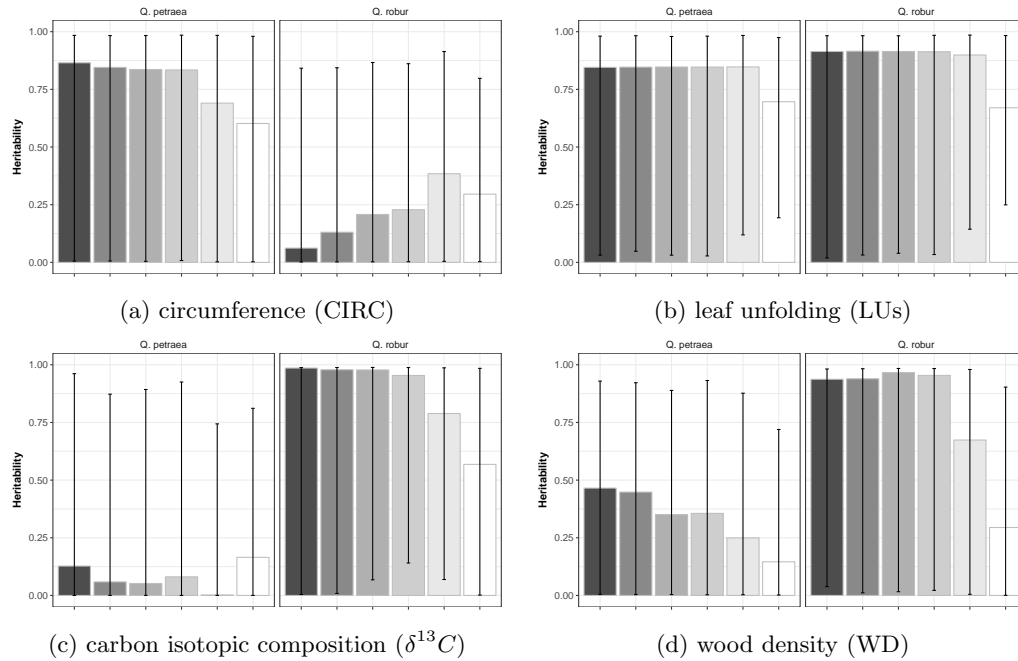 Q. petraea
Q. robur
Heritability
1.00
0.75
0.50
0.25
0.00
(a) circumference (CIRC)
Q. petraea
Q. robur
Heritability
1.00
0.75
0.50
0.25
0.00
(b) leaf unfolding (LUs)
Q. petraea
Q. robur
Heritability
1.00
0.75
0.50
0.25
0.00
(c) carbon isotopic composition (δ¹³C)
Q. petraea
Q. robur
Heritability
1.00
0.75
0.50
0.25
0.00
(d) wood density (WD)